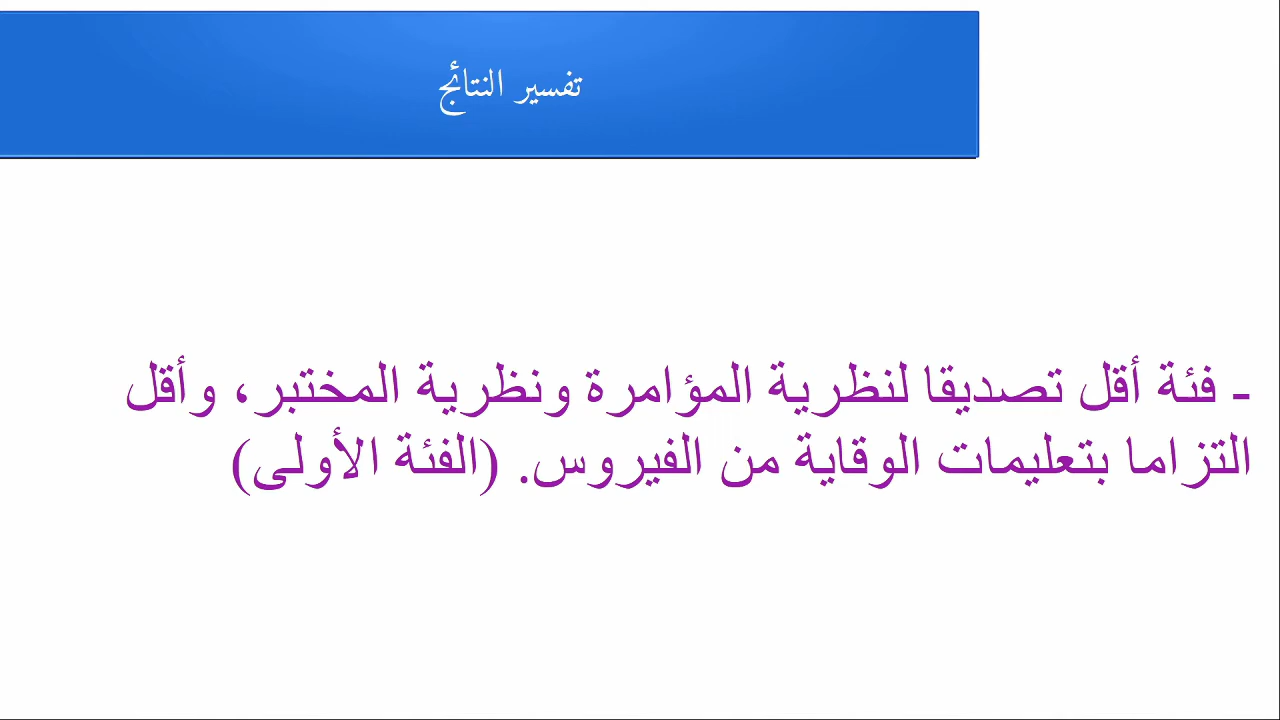 تفسير النتائج
- فئة أقل تصديقا لنظرية المؤامرة ونظرية المختبر، وأقل
التزاما بتعليمات الوقاية من الفيروس. (الفئة الأولى)